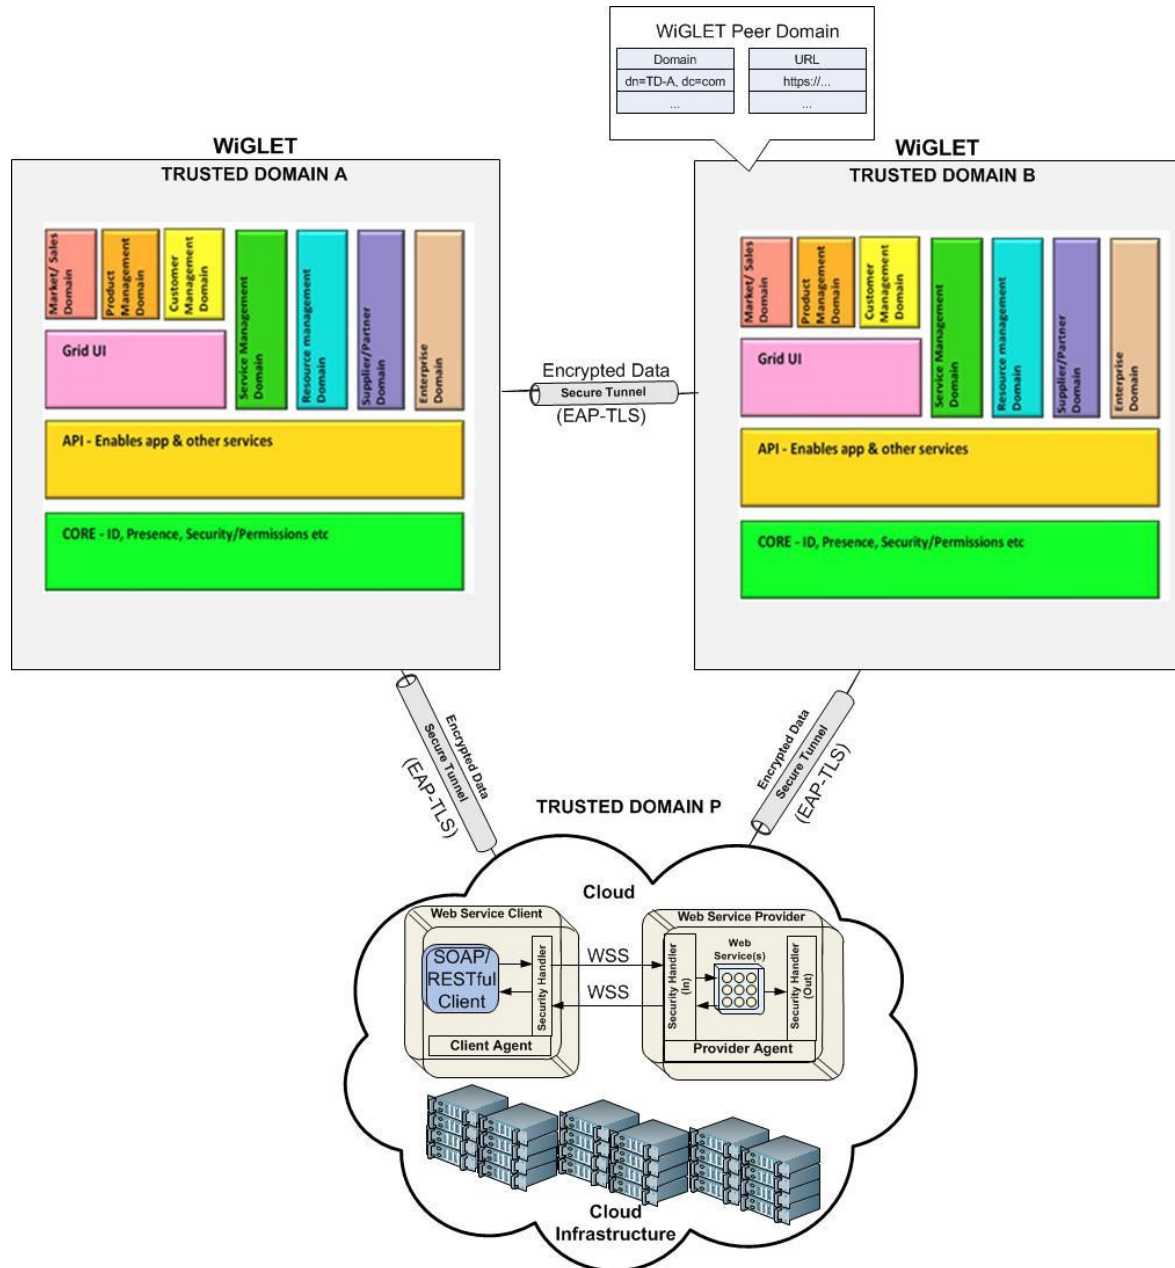 WiGLET Peer Domain
Domain
URL
dn=TD-A, dc=com
https://...
...
...
WiGLET
TRUSTED DOMAIN A
Market/ Sales
Domain
Product
Management
Domain
Customer
Management
Domain
Service Management
Domain
Resource management
Domain
Supplier/Partner
Domain
Enterprise
Domain
Grid UI
API - Enables app & other services
CORE - ID, Presence, Security/Permissions etc
Encrypted Data
Secure Tunnel
(EAP-TLS)
WiGLET
TRUSTED DOMAIN B
Market/ Sales
Domain
Product
Management
Domain
Customer
Management
Domain
Service Management
Domain
Resource management
Domain
Supplier/Partner
Domain
Enterprise
Domain
Grid UI
API - Enables app & other services
CORE - ID, Presence, Security/Permissions etc
Encrypted Data
Secure Tunnel
(EAP-TLS)
Encrypted Data
Secure Tunnel
(EAP-TLS)
TRUSTED DOMAIN P
Cloud
Web Service Client
SOAP/
RESTful
Client
Security Handler
Client Agent
WSS
WSS
Web Service Provider
Security Handler
(In)
Web
Service(s)
Security Handler
(Out)
Provider Agent
Cloud
Infrastructure